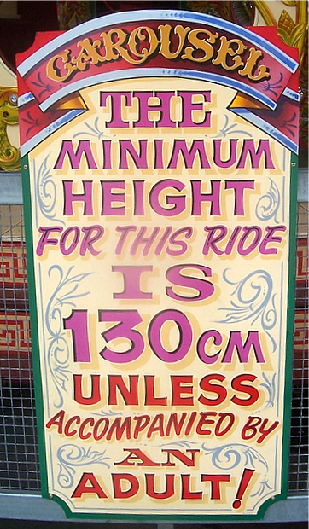 CAROUSEL
THE
MINIMUM
HEIGHT
FOR THIS RIDE
IS
130CM
UNLESS
ACCOMPANIED BY
AN
ADULT!